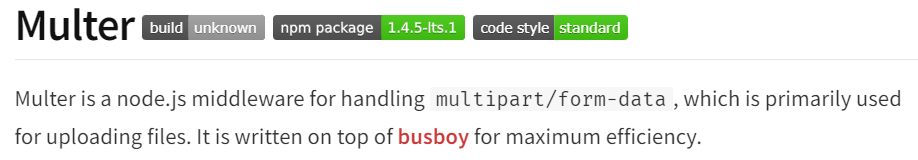 Multer build unknown npm package 1.4.5-lts.1 code style standard
Multer is a node.js middleware for handling multipart/form-data, which is primarily used
for uploading files. It is written on top of busboy for maximum efficiency.